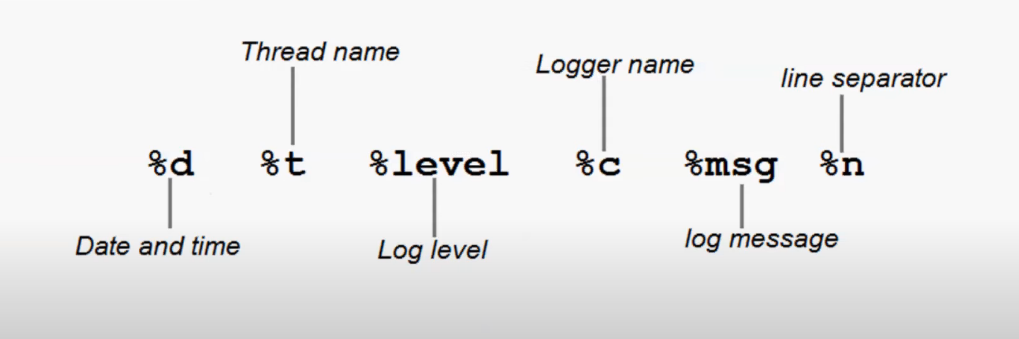 Thread name
Logger name
line separator
%d %t %level %c %msg %n
Date and time
Log level
log message